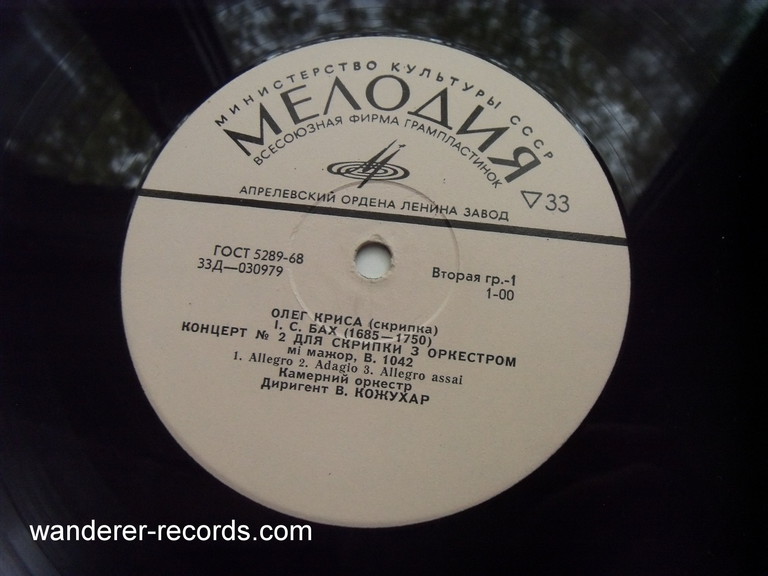 МИНИСТЕРСТВО КУЛЬТУРЫ СССР
МЕЛОДИЯ
ВСЕСОЮЗНАЯ ФИРМА ГРАМПЛАСТИНОК
АПРЕЛЕВСКИЙ ОРДЕНА ЛЕНИНА ЗАВОД
33
ГОСТ 5289-68
33Д—030979
Вторая гр.-1
1-00
ОЛЕГ КРИСА (скрипка)
І. С. БАХ (1685—1750)
КОНЦЕРТ № 2 ДЛЯ СКРИПКИ З ОРКЕСТРОМ
мі мажор, В. 1042
1. Allegro 2. Adagio 3. Allegro assai
Камерний оркестр
Диригент В. КОЖУХАР
wanderer-records.com